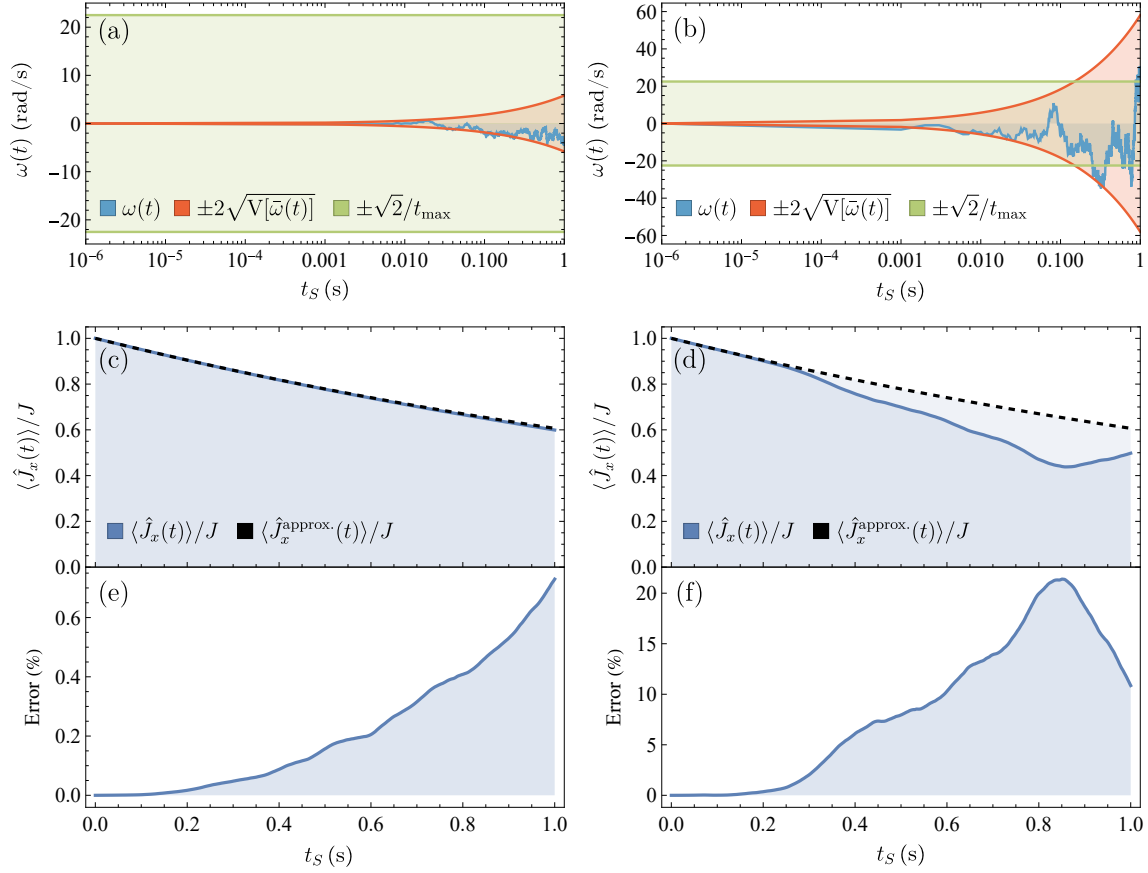 (a)
ω(t) (rad/s)
20
10
0
−10
−20
ω(t) ±2√V[ω̄(t)] ±√2/t_max
10⁻⁶ 10⁻⁵ 10⁻⁴ 0.001 0.010 0.100 1
t_S (s)
(b)
ω(t) (rad/s)
60
40
20
0
−20
−40
−60
ω(t) ±2√V[ω̄(t)] ±√2/t_max
10⁻⁶ 10⁻⁵ 10⁻⁴ 0.001 0.010 0.100 1
t_S (s)
(c)
⟨Ĵ_x(t)⟩/J
1.0
0.8
0.6
0.4
0.2
0.0
⟨Ĵ_x(t)⟩/J ⟨Ĵ_x^approx.(t)⟩/J
(d)
⟨Ĵ_x(t)⟩/J
1.0
0.8
0.6
0.4
0.2
0.0
⟨Ĵ_x(t)⟩/J ⟨Ĵ_x^approx.(t)⟩/J
(e)
Error (%)
0.6
0.4
0.2
0.0
0.0 0.2 0.4 0.6 0.8 1.0
t_S (s)
(f)
Error (%)
20
15
10
5
0
0.0 0.2 0.4 0.6 0.8 1.0
t_S (s)